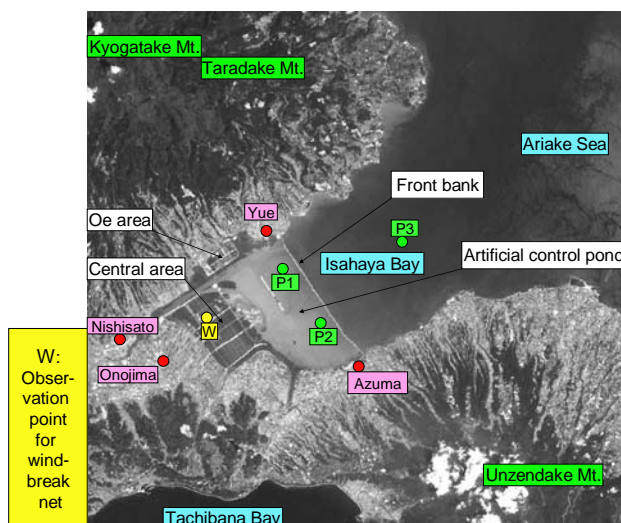 Kyogatake Mt.
Taradake Mt.
Ariake Sea
Front bank
Oe area
Yue
P3
Isahaya Bay
Artificial control pond
Central area
P1
W
P2
Nishisato
Onojima
Azuma
W:
Obser-
vation
point
for
wind-
break
net
Unzendake Mt.
Tachibana Bay